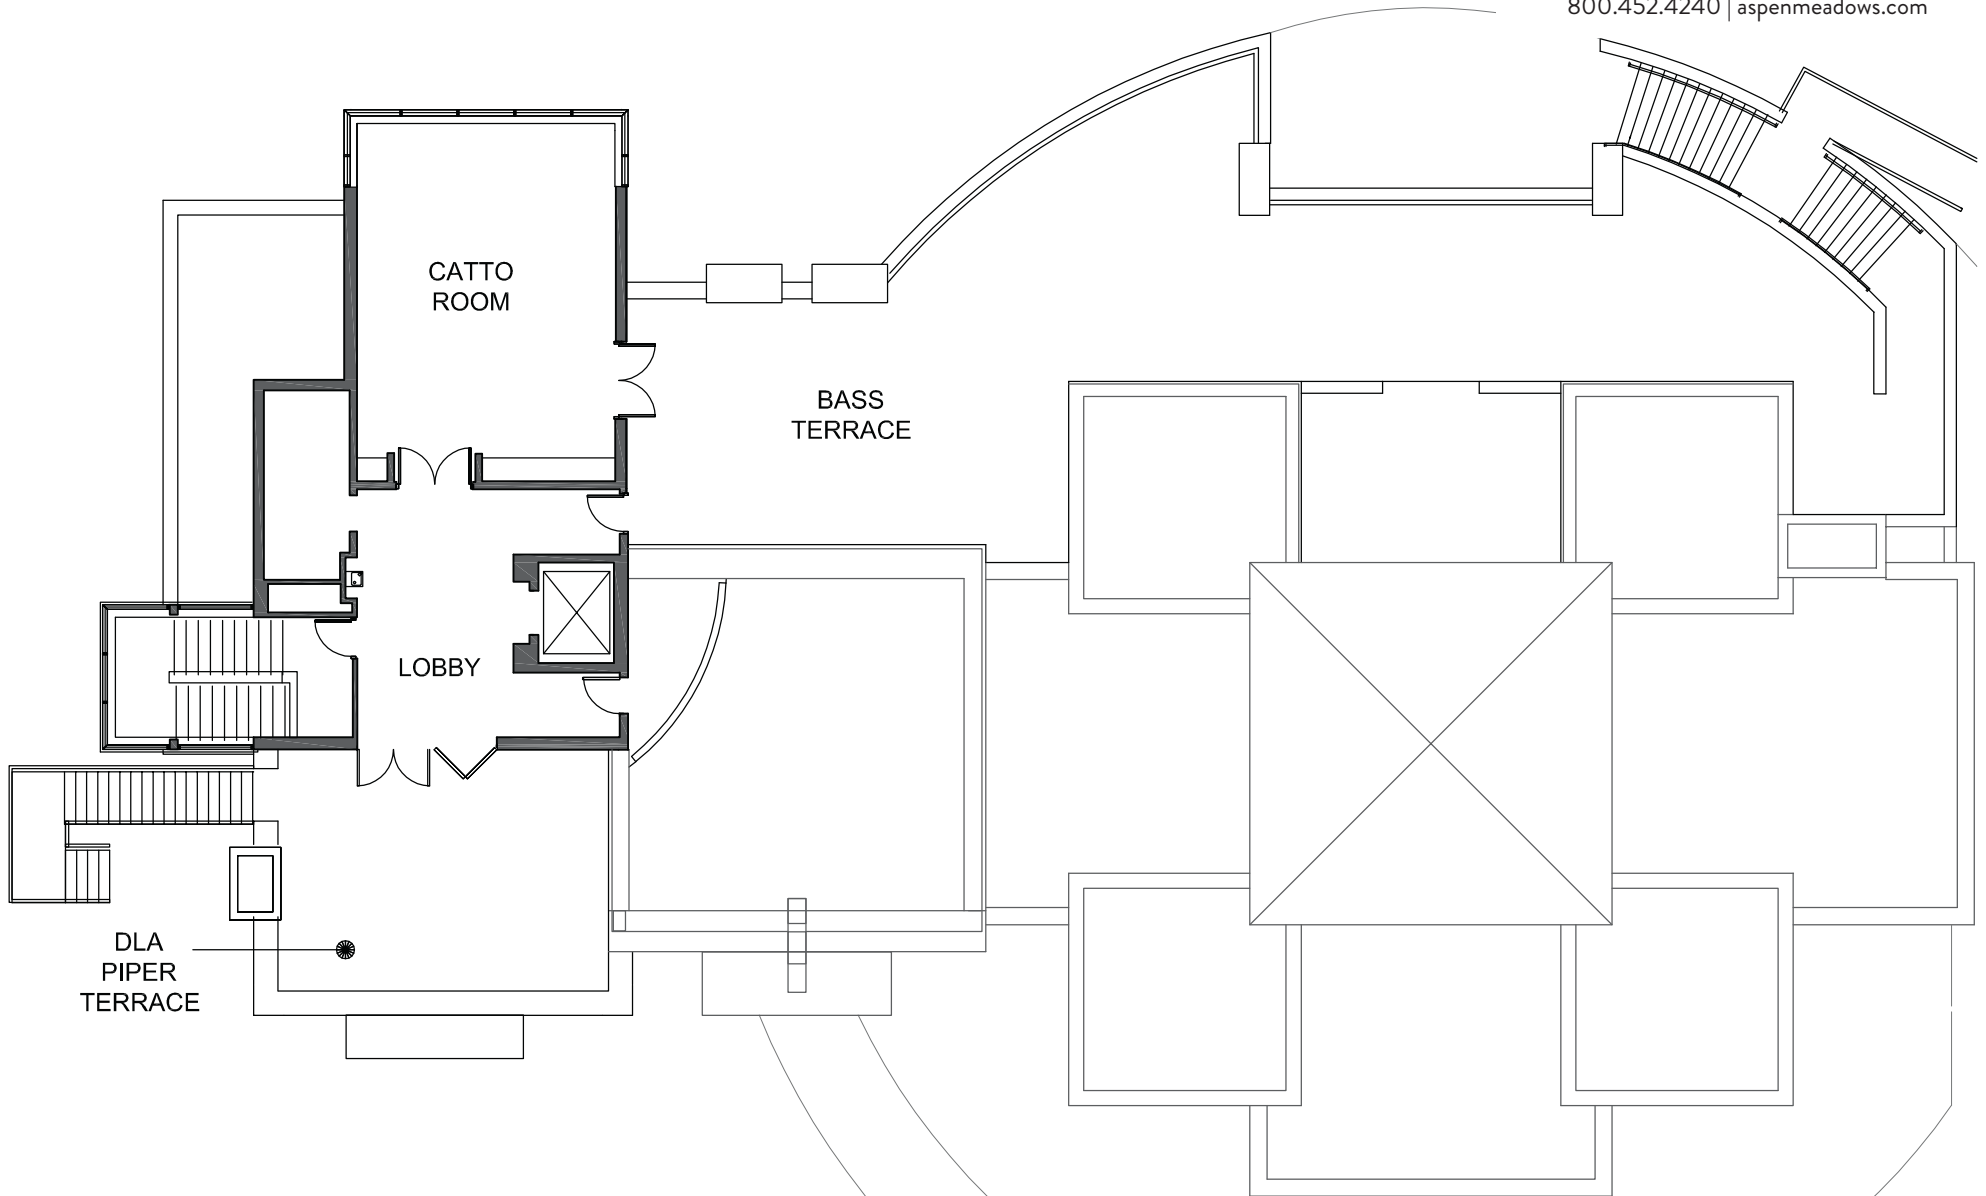 800.452.4240 | aspenmeadows.com
CATTO
ROOM
BASS
TERRACE
LOBBY
DLA
PIPER
TERRACE